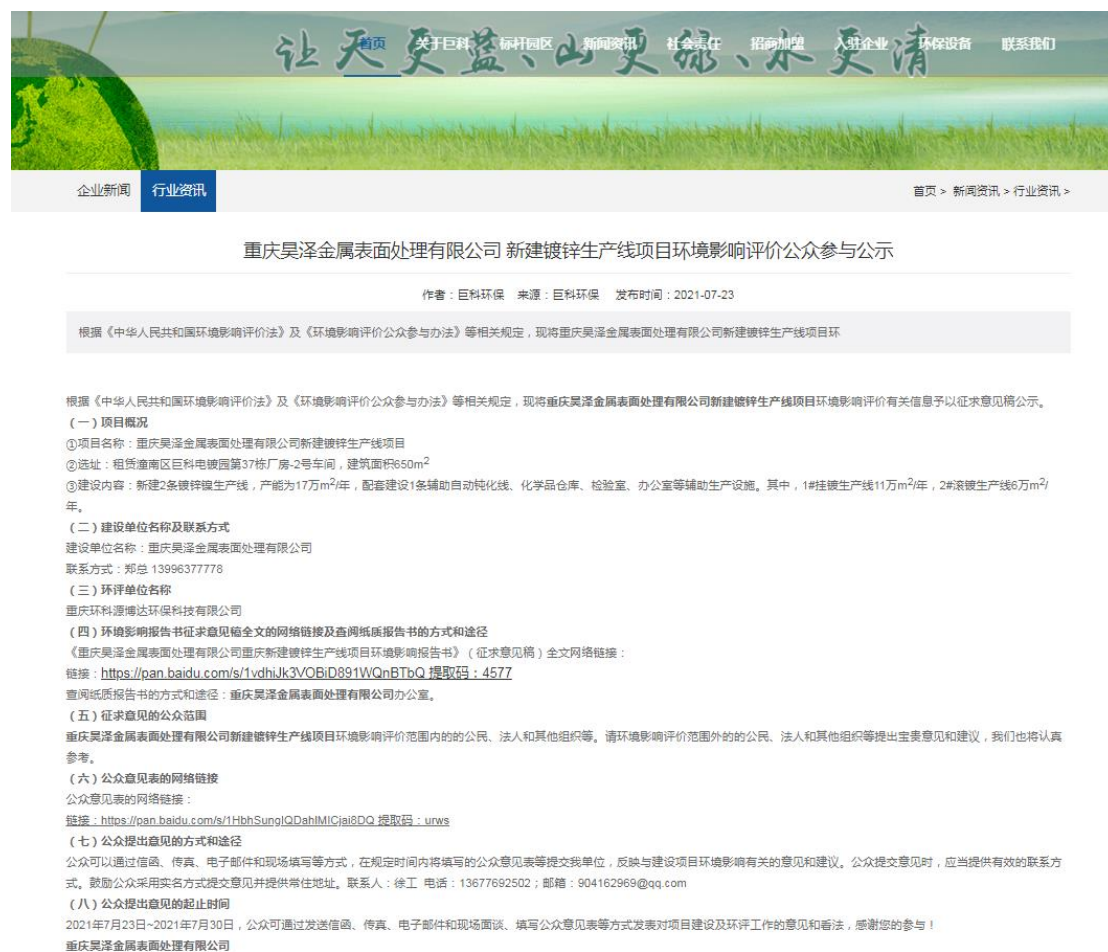 让天更蓝、山更绿、水更清
首页 关于巨科 标杆园区 新闻资讯 社会责任 招商加盟 入驻企业 环保设备 联系我们
企业新闻 行业资讯 首页 > 新闻资讯 > 行业资讯 >
重庆昊泽金属表面处理有限公司 新建镀锌生产线项目环境影响评价公众参与公示
作者：巨科环保 来源：巨科环保 发布时间：2021-07-23
根据《中华人民共和国环境影响评价法》及《环境影响评价公众参与办法》等相关规定，现将重庆昊泽金属表面处理有限公司新建镀锌生产线项目环
根据《中华人民共和国环境影响评价法》及《环境影响评价公众参与办法》等相关规定，现将重庆昊泽金属表面处理有限公司新建镀锌生产线项目环境影响评价有关信息予以征求意见稿公示。
（一）项目概况
①项目名称：重庆昊泽金属表面处理有限公司新建镀锌生产线项目
②选址：租赁潼南区巨科电镀园第37栋厂房-2号车间，建筑面积650m²
③建设内容：新建2条镀锌镍生产线，产能为17万m²/年，配套建设1条辅助自动钝化线、化学品仓库、检验室、办公室等辅助生产设施。其中，1#挂镀生产线11万m²/年，2#滚镀生产线6万m²/
年。
（二）建设单位名称及联系方式
建设单位名称：重庆昊泽金属表面处理有限公司
联系方式：郑总 13996377778
（三）环评单位名称
重庆环科源博达环保科技有限公司
（四）环境影响报告书征求意见稿全文的网络链接及查阅纸质报告书的方式和途径
《重庆昊泽金属表面处理有限公司重庆新建镀锌生产线项目环境影响报告书》（征求意见稿）全文网络链接：
链接：https://pan.baidu.com/s/1vdhiJk3VOBiD891WQnBTbQ 提取码：4577
查阅纸质报告书的方式和途径：重庆昊泽金属表面处理有限公司办公室。
（五）征求意见的公众范围
重庆昊泽金属表面处理有限公司新建镀锌生产线项目环境影响评价范围内的的公民、法人和其他组织等。请环境影响评价范围外的的公民、法人和其他组织等提出宝贵意见和建议，我们也将认真
参考。
（六）公众意见表的网络链接
公众意见表的网络链接：
链接：https://pan.baidu.com/s/1HbhSunglQDahIMICjai8DQ 提取码：urws
（七）公众提出意见的方式和途径
公众可以通过信函、传真、电子邮件和现场填写等方式，在规定时间内将填写的公众意见表等提交我单位，反映与建设项目环境影响有关的意见和建议。公众提交意见时，应当提供有效的联系方
式。鼓励公众采用实名方式提交意见并提供常住地址。联系人：徐工 电话：13677692502；邮箱：904162969@qq.com
（八）公众提出意见的起止时间
2021年7月23日~2021年7月30日，公众可通过发送信函、传真、电子邮件和现场面谈、填写公众意见表等方式发表对项目建设及环评工作的意见和看法，感谢您的参与！
重庆昊泽金属表面处理有限公司